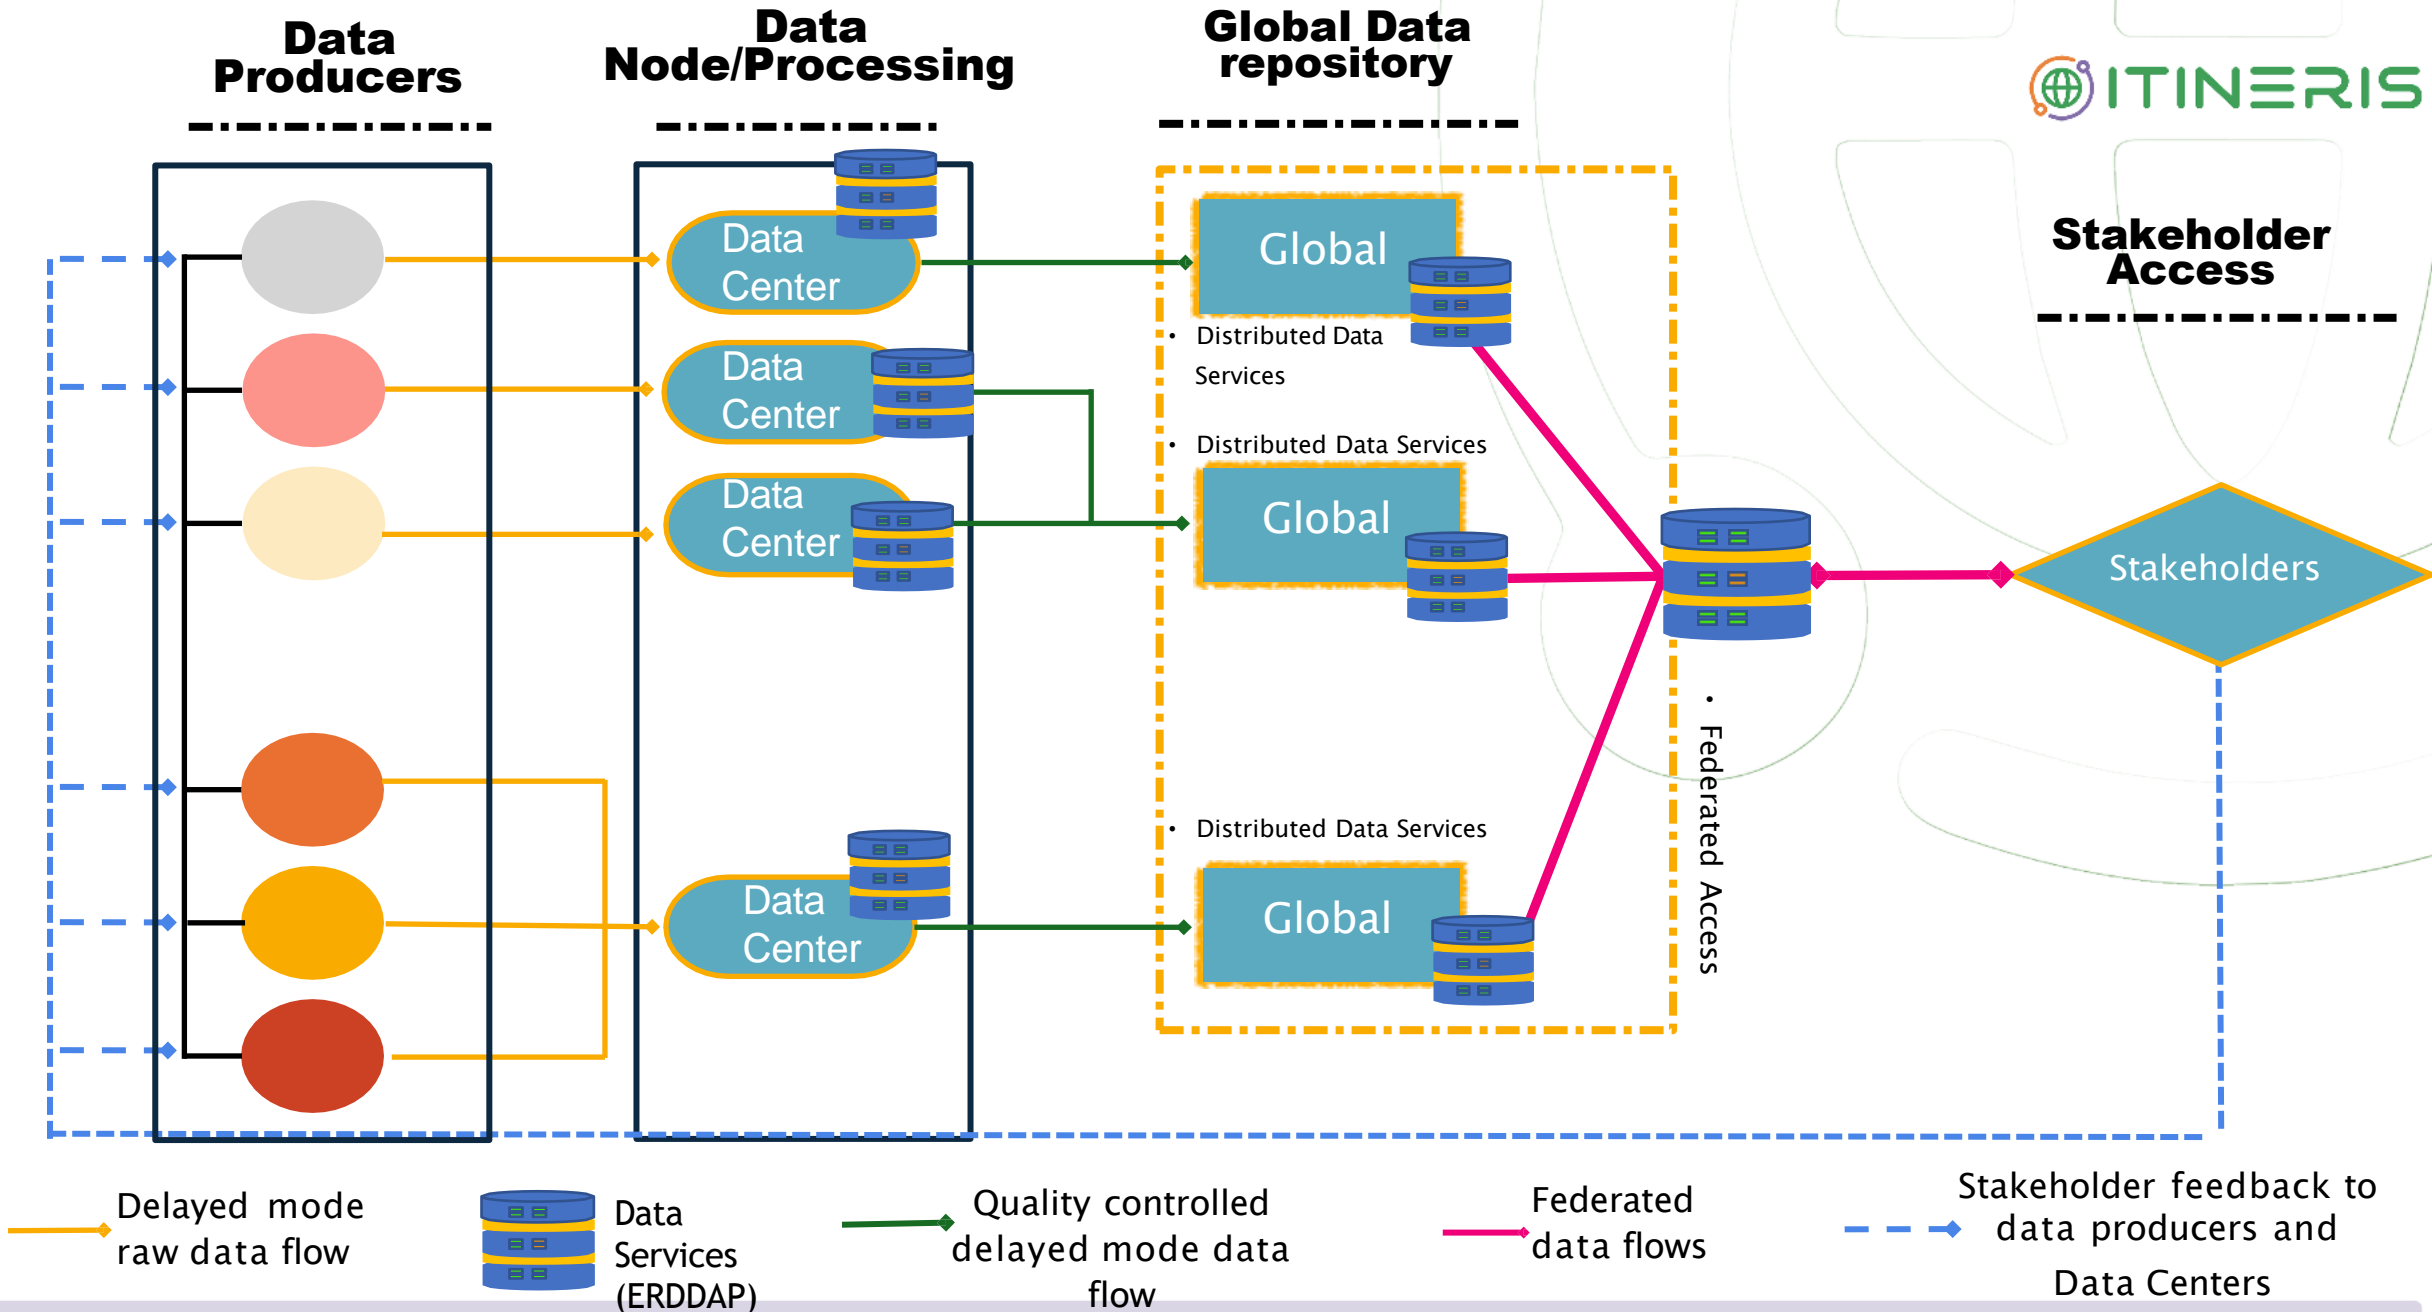 Data
Producers
Data
Node/Processing
Global Data
repository
ITINERIS
Stakeholder
Access
Data
Center
Data
Center
Data
Center
Data
Center
Global
• Distributed Data
Services
• Distributed Data Services
Global
• Distributed Data Services
Global
• Federated Access
Stakeholders
Delayed mode
raw data flow
Data
Services
(ERDDAP)
Quality controlled
delayed mode data
flow
Federated
data flows
Stakeholder feedback to
data producers and
Data Centers